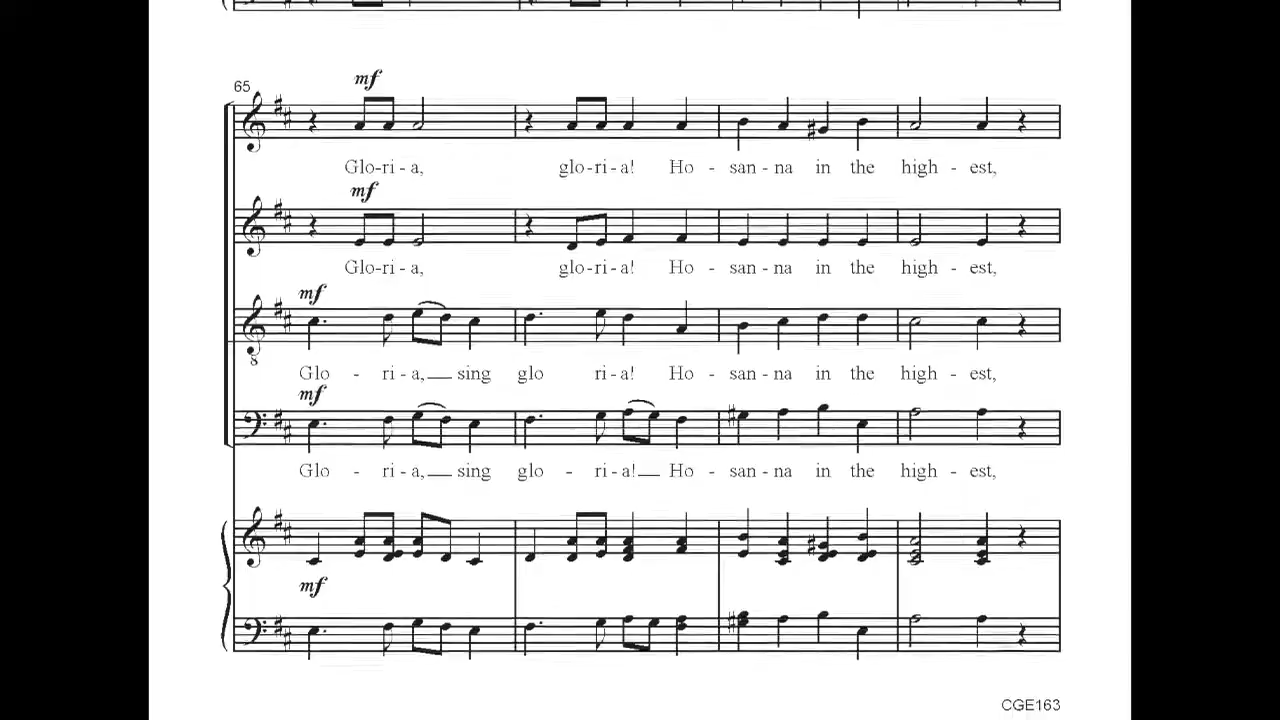 65
mf
Glo-ri-a, glo-ri-a! Ho - san-na in the high - est,
mf
Glo-ri-a, glo-ri-a! Ho - san-na in the high - est,
mf
8
Glo - ri-a, sing glo ri-a! Ho - san-na in the high - est,
mf
Glo - ri-a, sing glo - ri-a! Ho - san-na in the high - est,
mf
CGE163